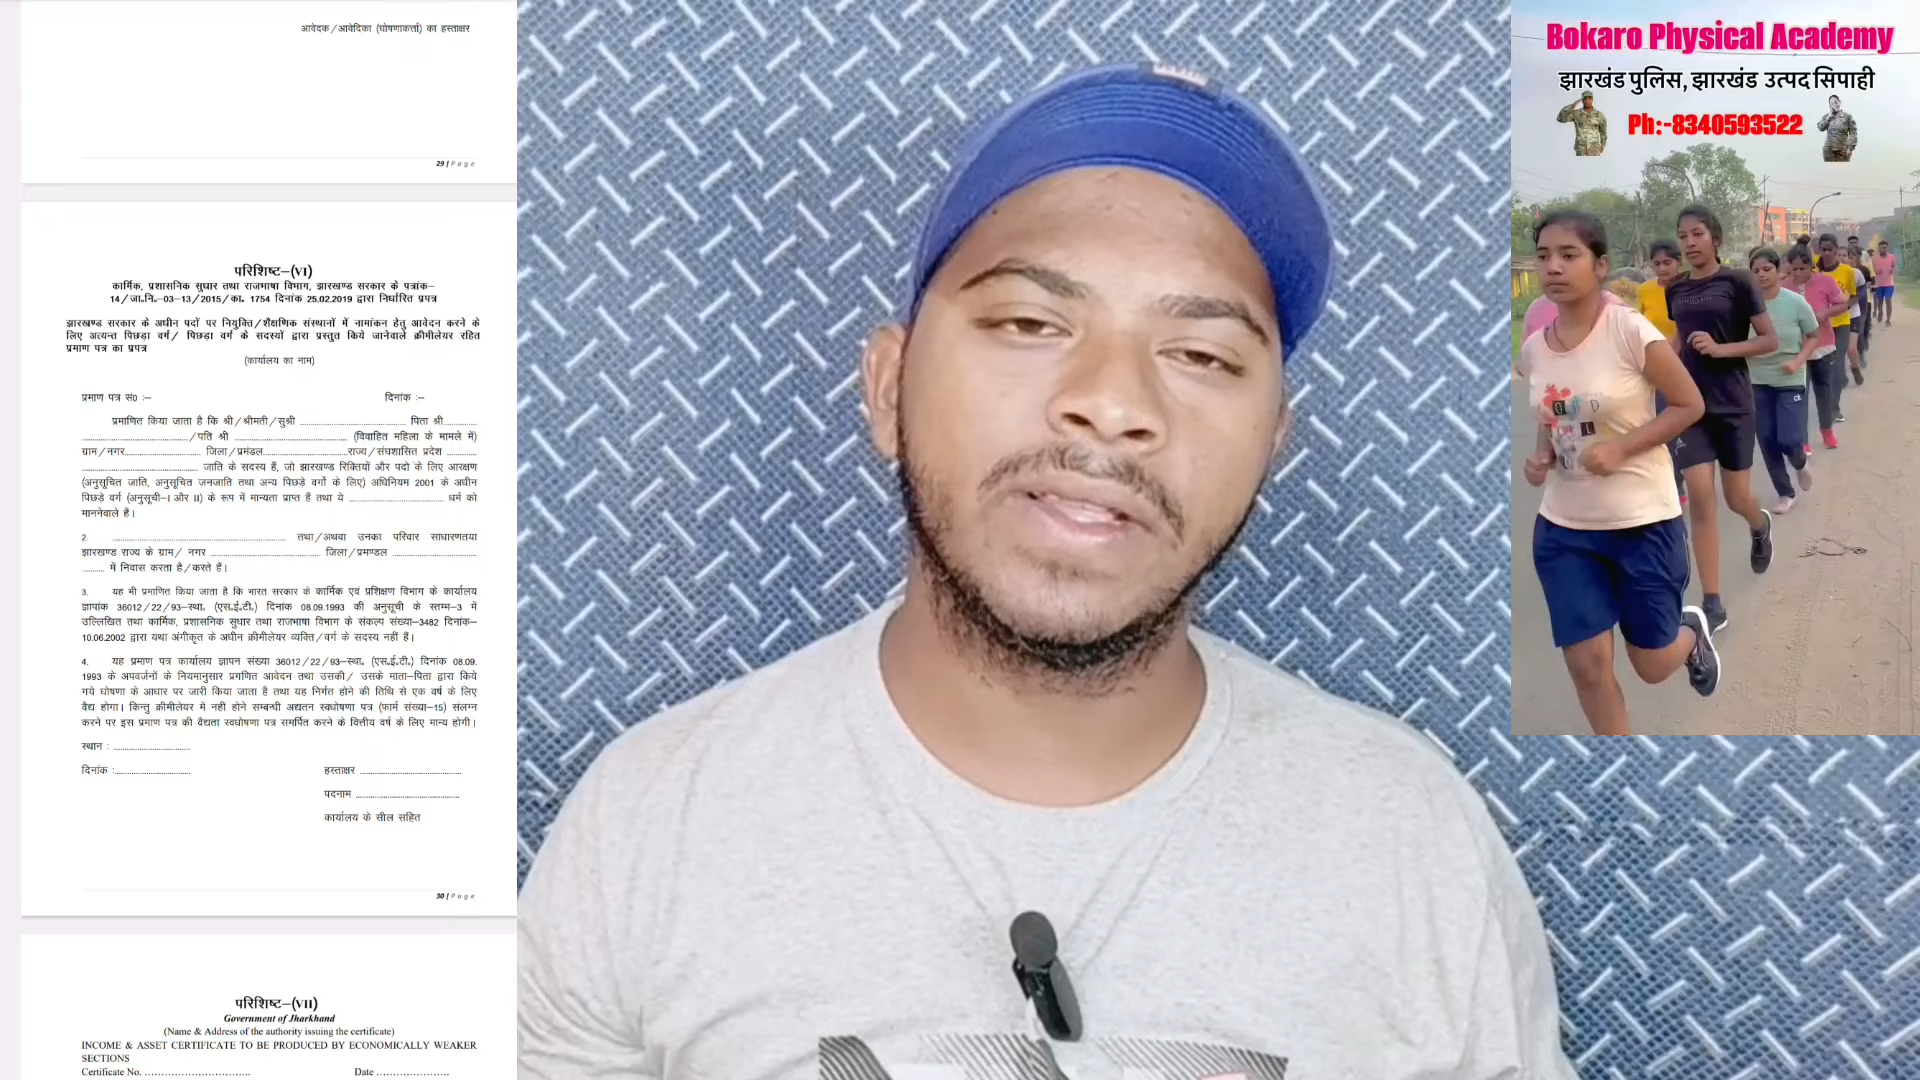 आवेदक/आवेदिका (घोषणाकर्त्ता) का हस्ताक्षर
29 | Page
परिशिष्ट–(VI)
कार्मिक, प्रशासनिक सुधार तथा राजभाषा विभाग, झारखण्ड सरकार के पत्रांक–
14/जा.नि.–03–13/2015/का. 1754 दिनांक 25.02.2019 द्वारा निर्धारित प्रपत्र
झारखण्ड सरकार के अधीन पदों पर नियुक्ति/शैक्षणिक संस्थानों में नामांकन हेतु आवेदन करने के
लिए अत्यन्त पिछड़ा वर्ग/ पिछड़ा वर्ग के सदस्यों द्वारा प्रस्तुत किये जानेवाले क्रीमीलेयर रहित
प्रमाण पत्र का प्रपत्र
(कार्यालय का नाम)
प्रमाण पत्र सं0 :– दिनांक :–
प्रमाणित किया जाता है कि श्री/श्रीमती/सुश्री ........................................ पिता श्री.............
........................................../पति श्री ............................................. (विवाहित महिला के मामले में)
ग्राम/नगर.............................. जिला/प्रमंडल.................................राज्य/संघशासित प्रदेश ............
.............................................. जाति के सदस्य हैं, जो झारखण्ड रिक्तियों और पदो के लिए आरक्षण
(अनुसूचित जाति, अनुसूचित जनजाति तथा अन्य पिछड़े वर्गो के लिए) अधिनियम 2001 के अधीन
पिछड़े वर्ग (अनुसूची–I और II) के रूप में मान्यता प्राप्त हैं तथा ये ...................................... धर्म को
माननेवाले हैं।
2. .................................................................... तथा/अथवा उनका परिवार साधारणतया
झारखण्ड राज्य के ग्राम/ नगर ........................................... जिला/प्रमण्डल .................................
......... में निवास करता है/करते हैं।
3. यह भी प्रमाणित किया जाता है कि भारत सरकार के कार्मिक एवं प्रशिक्षण विभाग के कार्यालय
ज्ञापांक 36012/22/93–स्था. (एस.ई.टी.) दिनांक 08.09.1993 की अनुसूची के स्तम्भ–3 में
उल्लिखित तथा कार्मिक, प्रशासनिक सुधार तथा राजभाषा विभाग के संकल्प संख्या–3482 दिनांक–
10.06.2002 द्वारा यथा अंगीकृत के अधीन क्रीमीलेयर व्यक्ति/वर्ग के सदस्य नहीं हैं।
4. यह प्रमाण पत्र कार्यालय ज्ञापन संख्या 36012/22/93–स्था. (एस.ई.टी.) दिनांक 08.09.
1993 के अपवर्जनों के नियमानुसार प्रगणित आवेदन तथा उसकी/ उसके माता–पिता द्वारा किये
गये घोषणा के आधार पर जारी किया जाता है तथा यह निर्गत होने की तिथि से एक वर्ष के लिए
वैद्य होगा। किन्तु क्रीमीलेयर में नहीं होने सम्बन्धी अद्यतन स्वघोषणा पत्र (फार्म संख्या–15) संलग्न
करने पर इस प्रमाण पत्र की वैद्यता स्वघोषणा पत्र समर्पित करने के वित्तीय वर्ष के लिए मान्य होगी।
स्थान : ..............................
दिनांक :.............................. हस्ताक्षर ........................................
पदनाम ........................................
कार्यालय के सील सहित
30 | Page
परिशिष्ट–(VII)
Government of Jharkhand
(Name & Address of the authority issuing the certificate)
INCOME & ASSET CERTIFICATE TO BE PRODUCED BY ECONOMICALLY WEAKER
SECTIONS
Certificate No. .............................. Date .....................
Bokaro Physical Academy
झारखंड पुलिस, झारखंड उत्पद सिपाही
Ph:-8340593522